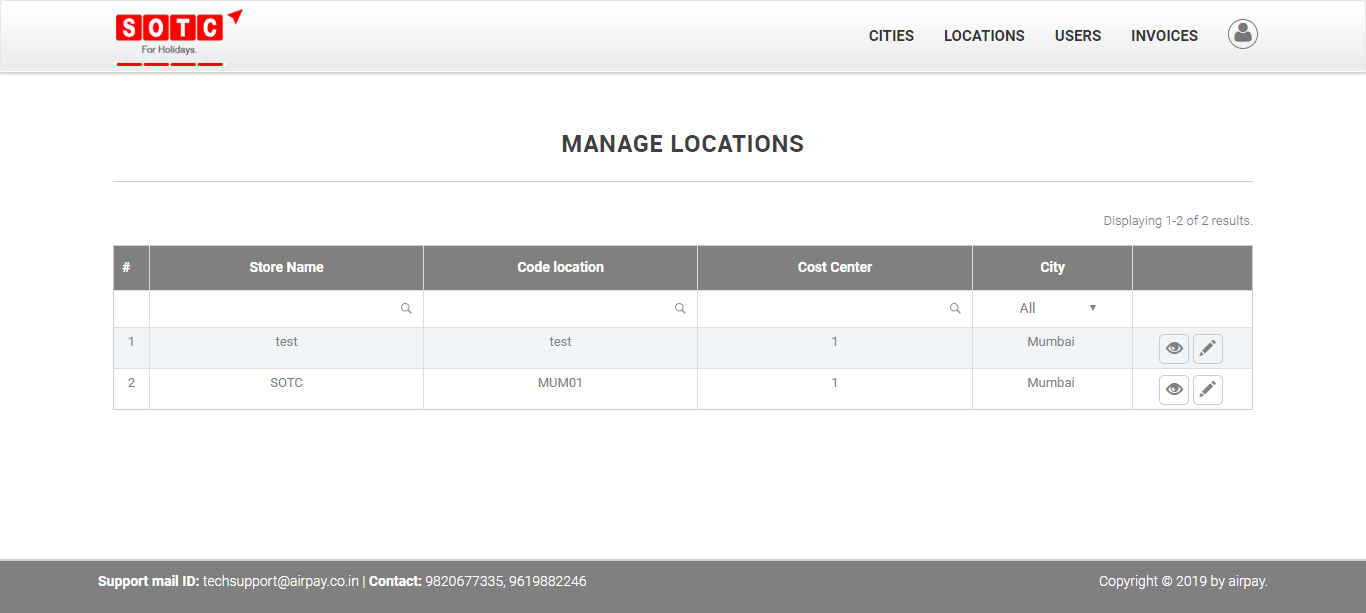 SOTC
For Holidays.
CITIES LOCATIONS USERS INVOICES
MANAGE LOCATIONS
Displaying 1-2 of 2 results.
# Store Name Code location Cost Center City
All
1 test test 1 Mumbai
2 SOTC MUM01 1 Mumbai
Support mail ID: techsupport@airpay.co.in | Contact: 9820677335, 9619882246 Copyright © 2019 by airpay.